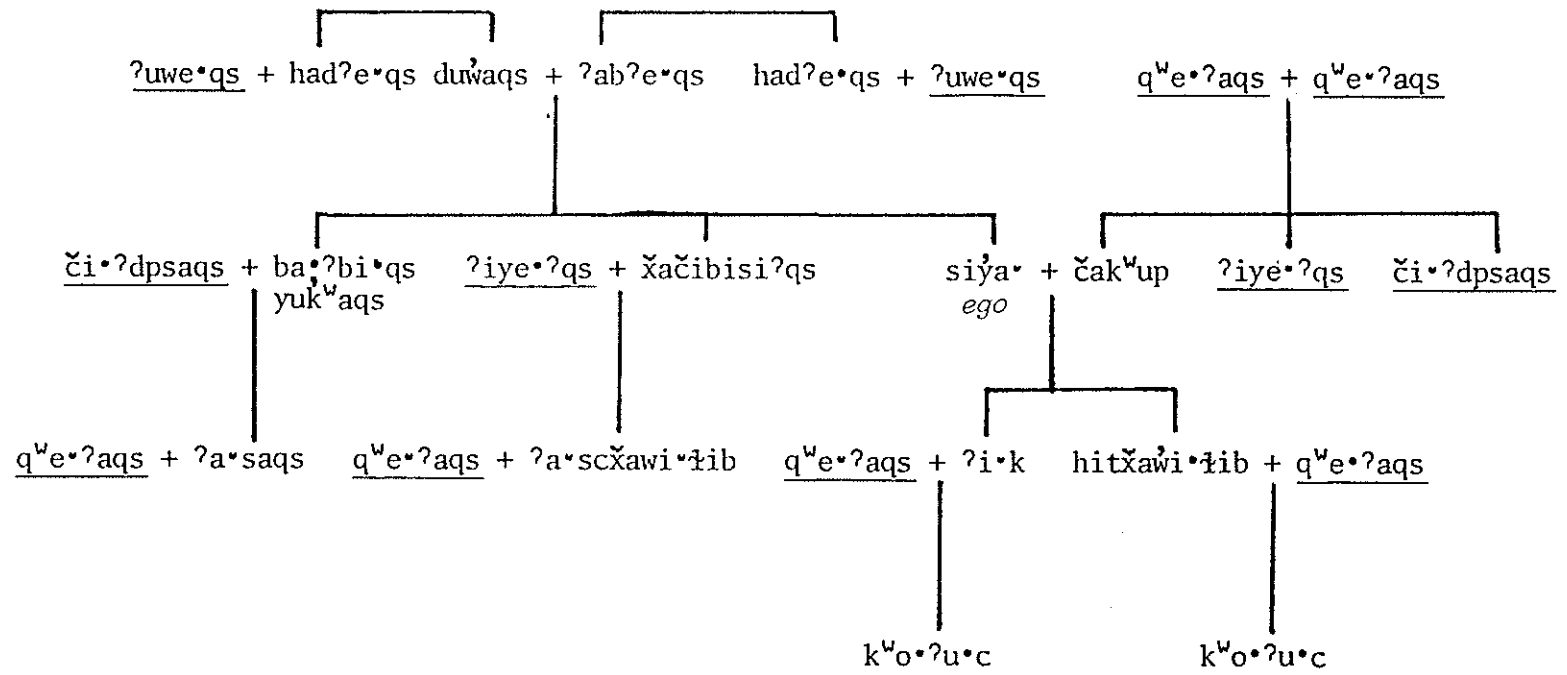 ʔuwe·qs + hadʔe·qs duw̓aqs + ʔabʔe·qs hadʔe·qs + ʔuwe·qs qʷe·ʔaqs + qʷe·ʔaqs
či·ʔdpsaqs + ba·ʔbi·qs ʔiye·ʔqs + x̌ačibisiʔqs siy̓a· + čakʷup ʔiye·ʔqs či·ʔdpsaqs
yuk̓ʷaqs ego
qʷe·ʔaqs + ʔa·saqs qʷe·ʔaqs + ʔa·scx̌awi·łib qʷe·ʔaqs + ʔi·k hitx̌aw̓i·łib + qʷe·ʔaqs
kʷo·ʔu·c kʷo·ʔu·c